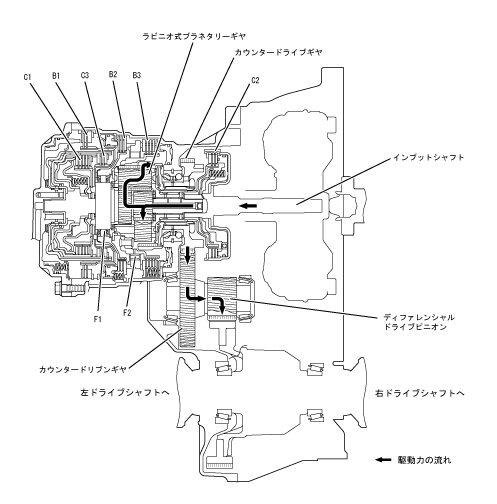 ラビニオ式プラネタリーギヤ
カウンタードライブギヤ
C1
B1
C3
B2
B3
C2
インプットシャフト
F1
F2
ディファレンシャル
ドライブピニオン
カウンタードリブンギヤ
左ドライブシャフトへ
右ドライブシャフトへ
駆動力の流れ